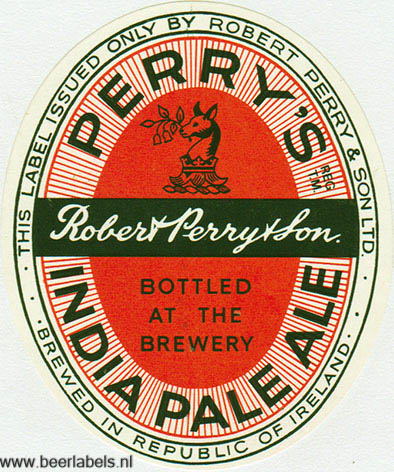 · THIS LABEL ISSUED ONLY BY ROBERT PERRY & SON LTD. ·
PERRY'S
REG
T.M.
Robert Perry & Son.
BOTTLED
AT THE
BREWERY
INDIA PALE ALE
· BREWED IN REPUBLIC OF IRELAND. ·
www.beerlabels.nl